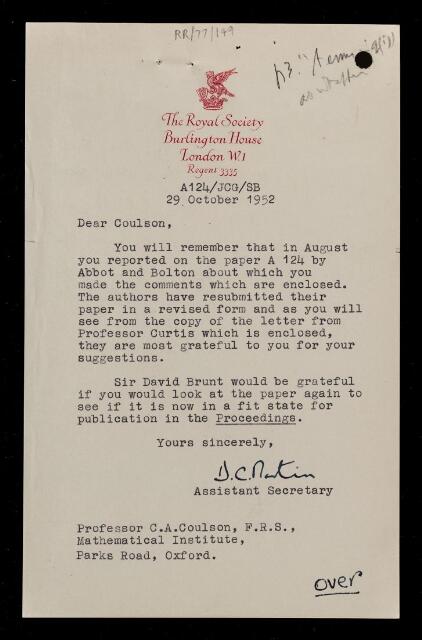 RR/77/149
p3.
The Royal Society
Burlington House
London W.1
Regent 3335
A124/JCG/SB
29 October 1952
Dear Coulson,
You will remember that in August
you reported on the paper A 124 by
Abbot and Bolton about which you
made the comments which are enclosed.
The authors have resubmitted their
paper in a revised form and as you will
see from the copy of the letter from
Professor Curtis which is enclosed,
they are most grateful to you for your
suggestions.
Sir David Brunt would be grateful
if you would look at the paper again to
see if it is now in a fit state for
publication in the Proceedings.
Yours sincerely,
D.C. Martin
Assistant Secretary
Professor C.A.Coulson, F.R.S.,
Mathematical Institute,
Parks Road, Oxford.
over